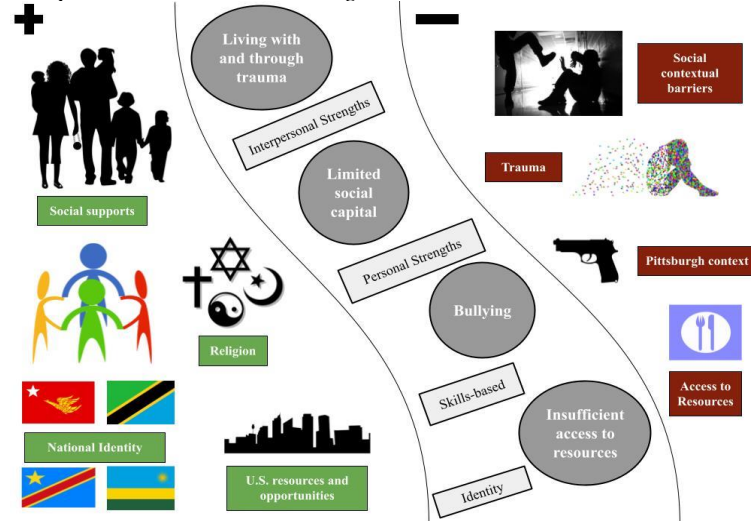 Living with
and through
trauma
Interpersonal Strengths
Limited
social
capital
Personal Strengths
Bullying
Skills-based
Insufficient
access to
resources
Identity
Social supports
Religion
National Identity
U.S. resources and
opportunities
Social
contextual
barriers
Trauma
Pittsburgh context
Access to
Resources